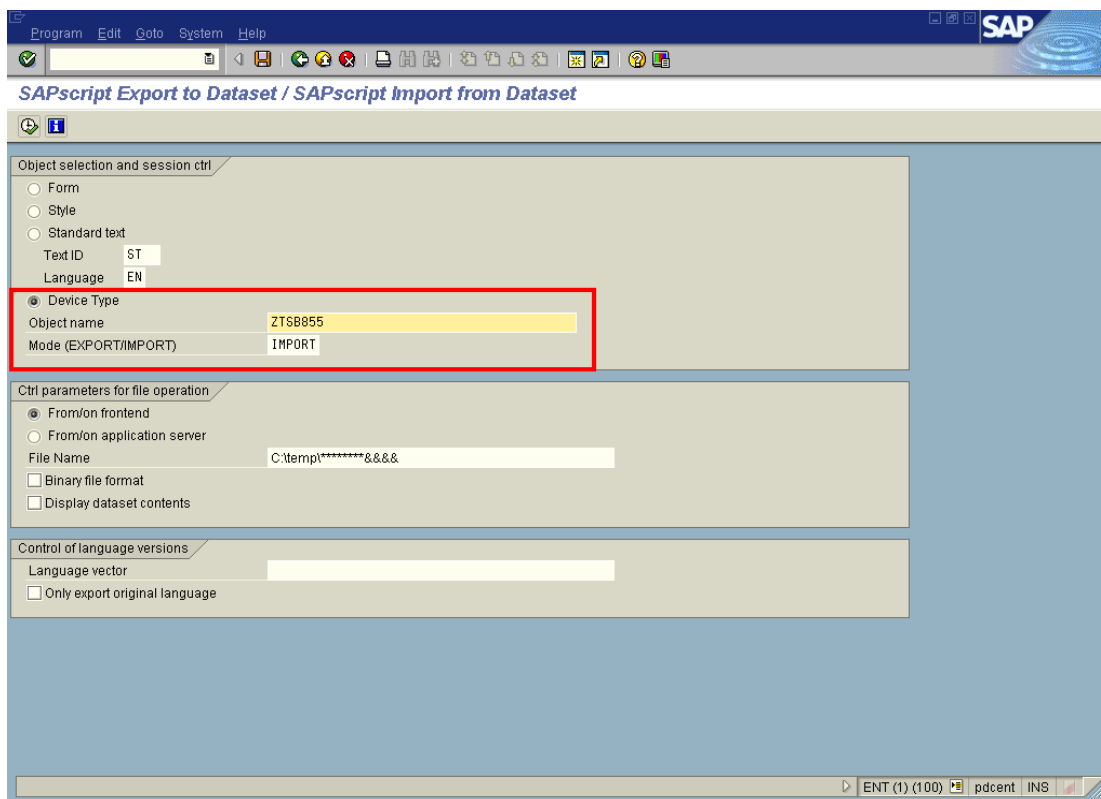 Program Edit Goto System Help
SAP
SAPscript Export to Dataset / SAPscript Import from Dataset
Object selection and session ctrl
Form
Style
Standard text
Text ID ST
Language EN
Device Type
Object name ZTSB855
Mode (EXPORT/IMPORT) IMPORT
Ctrl parameters for file operation
From/on frontend
From/on application server
File Name C:\temp\********&&&&
Binary file format
Display dataset contents
Control of language versions
Language vector
Only export original language
ENT (1) (100) pdcent INS